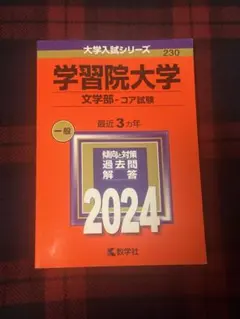 大学入試シリーズ
230
学習院大学
文学部-コア試験
一般
最近3カ年
傾向と対策
過去問
解答
2024
教学社